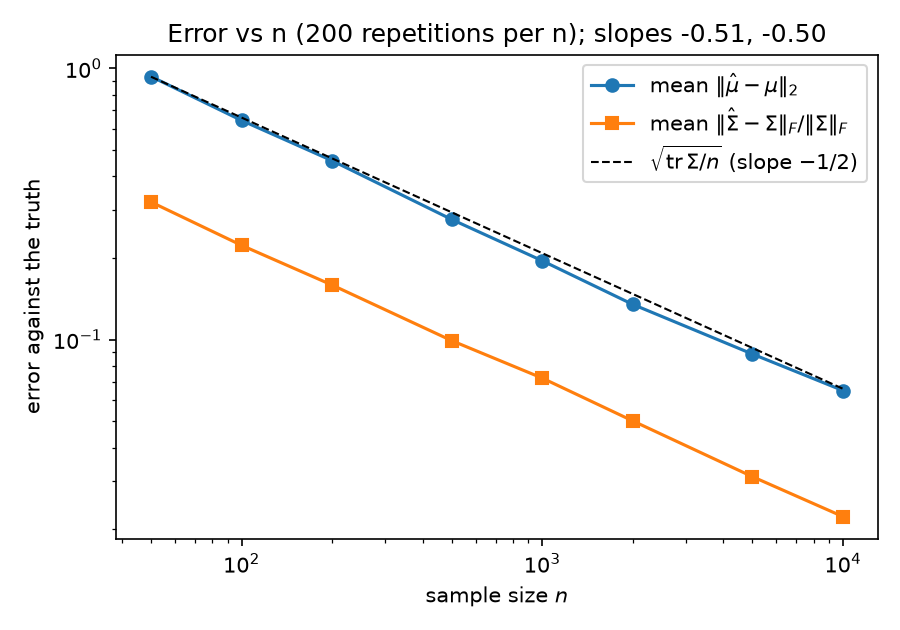 Error vs n (200 repetitions per n); slopes -0.51, -0.50
mean ‖μ̂ − μ‖₂
mean ‖Σ̂ − Σ‖_F/‖Σ‖_F
√(tr Σ/n) (slope −1/2)
error against the truth
10⁰
10⁻¹
10²
10³
10⁴
sample size n